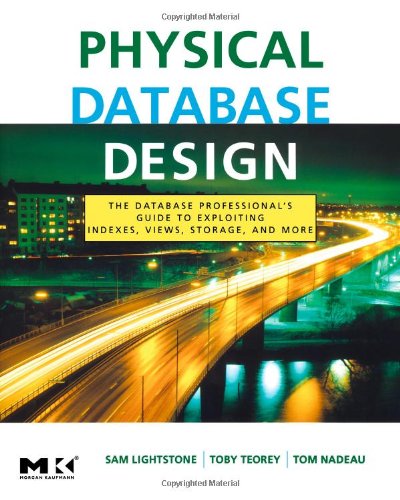 Copyrighted Material
PHYSICAL
DATABASE
DESIGN
THE DATABASE PROFESSIONAL'S
GUIDE TO EXPLOITING
INDEXES, VIEWS, STORAGE, AND MORE
SAM LIGHTSTONE | TOBY TEOREY | TOM NADEAU
MK
MORGAN KAUFMANN
Copyrighted Material